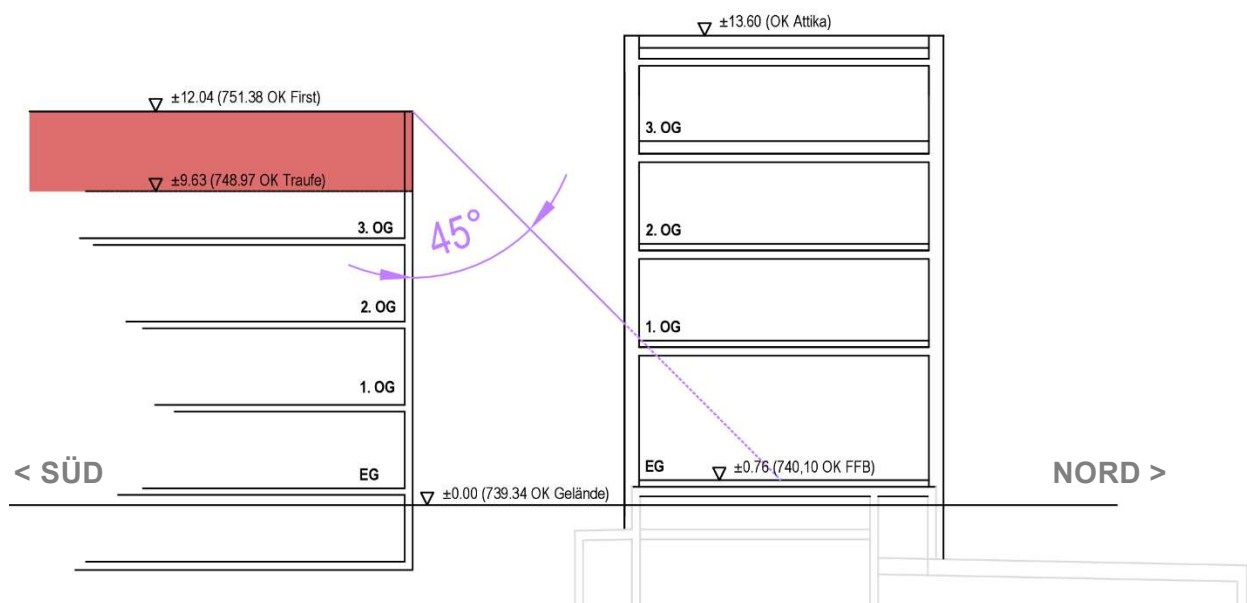 ±13.60 (OK Attika)
±12.04 (751.38 OK First)
3. OG
±9.63 (748.97 OK Traufe)
3. OG
45°
2. OG
2. OG
1. OG
1. OG
< SÜD
EG
EG
±0.76 (740,10 OK FFB)
NORD >
±0.00 (739.34 OK Gelände)